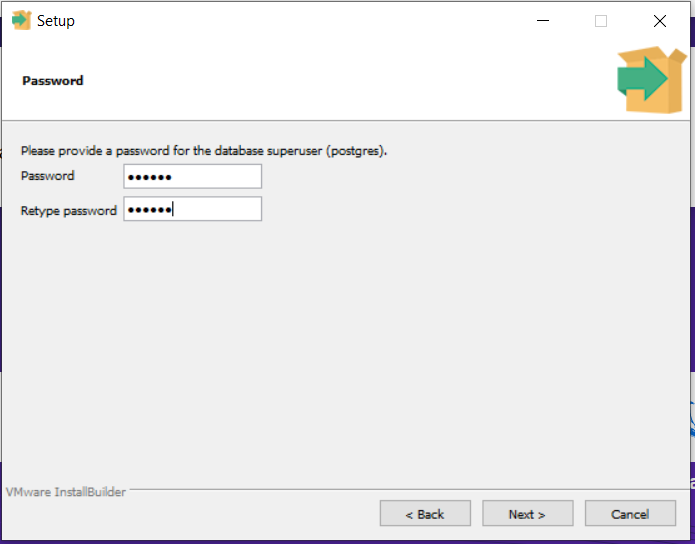 Setup
Password
Please provide a password for the database superuser (postgres).
Password ••••••
Retype password ••••••
VMware InstallBuilder
< Back Next > Cancel